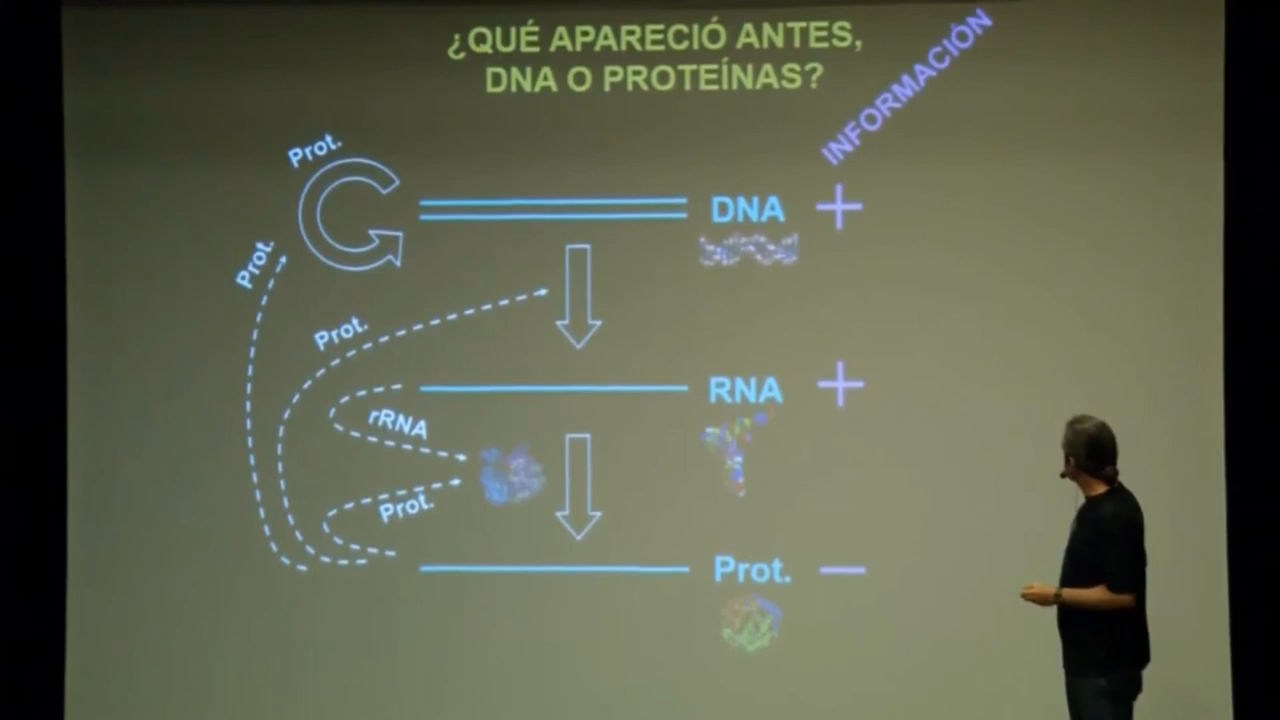 ¿QUÉ APARECIÓ ANTES,
DNA O PROTEÍNAS?
INFORMACIÓN
Prot.
DNA +
Prot.
Prot.
RNA +
rRNA
Prot.
Prot. —